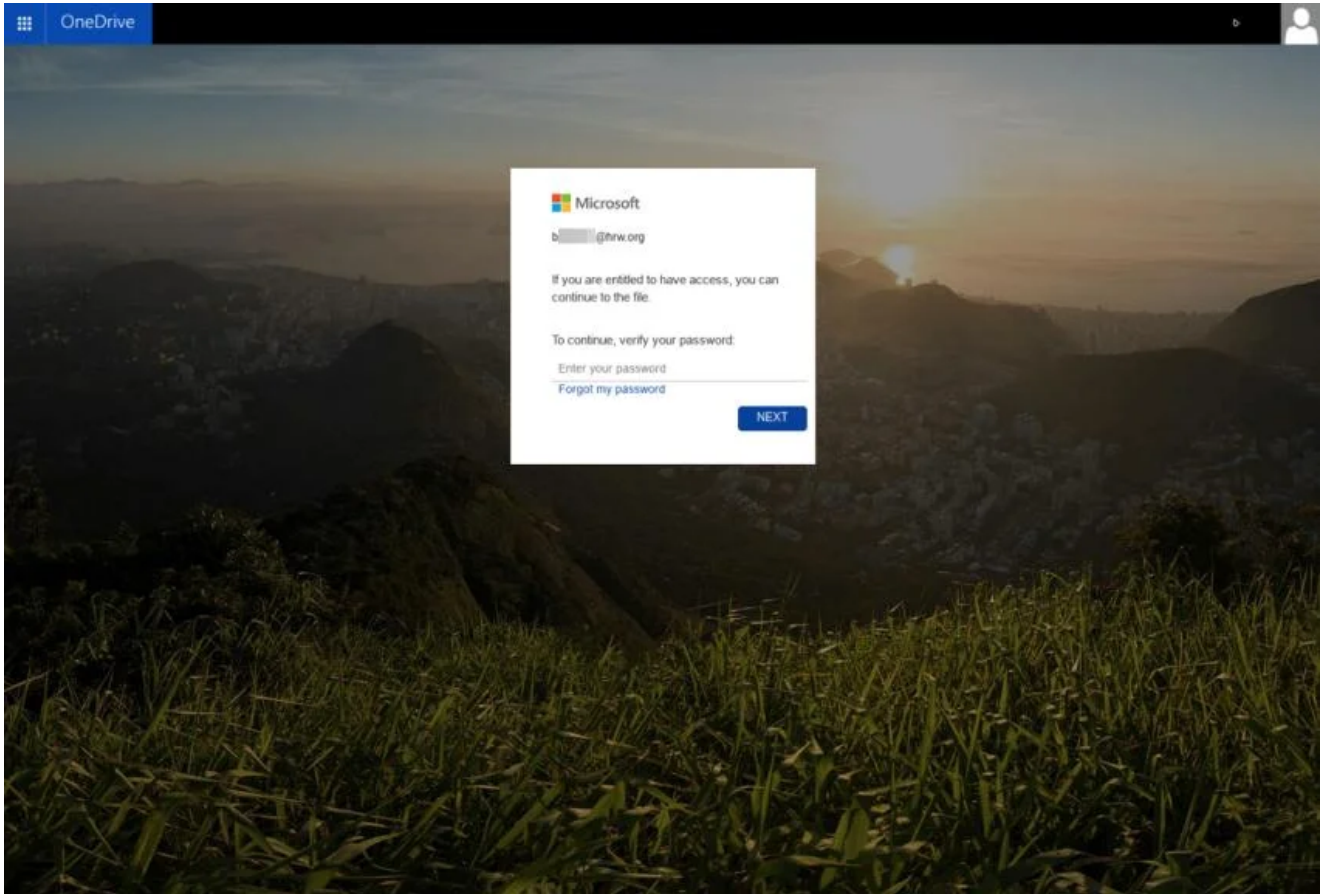 OneDrive
b
Microsoft
b @hrw.org
If you are entitled to have access, you can
continue to the file.
To continue, verify your password:
Enter your password
Forgot my password
NEXT